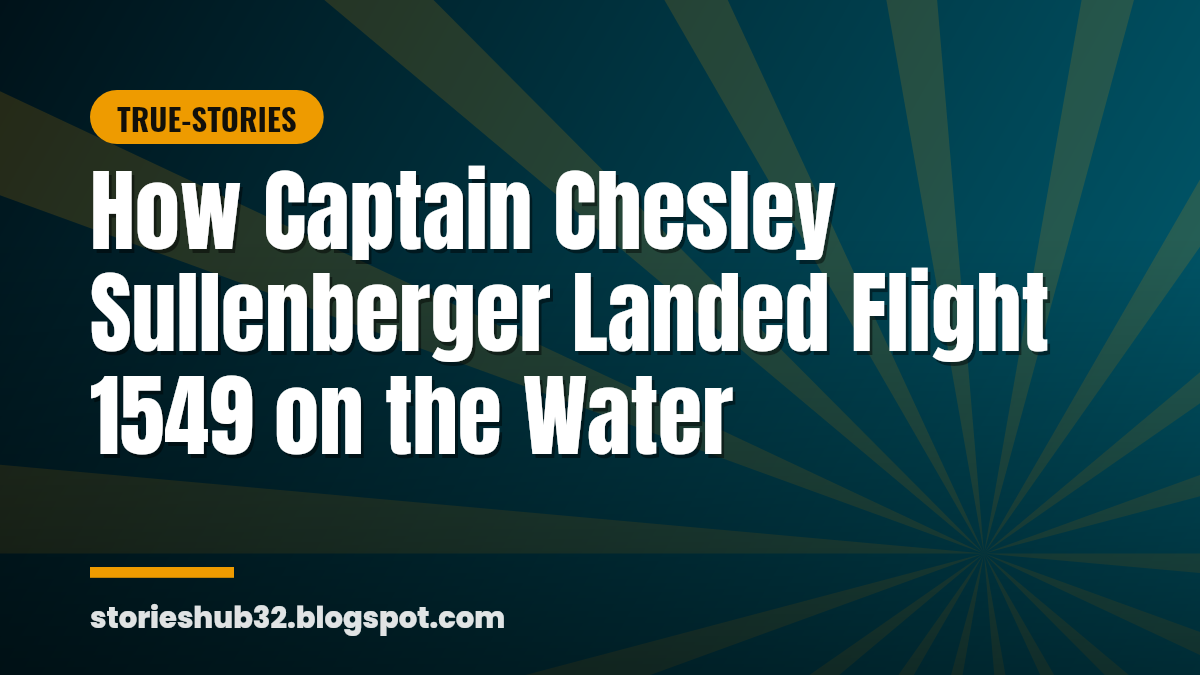 TRUE-STORIES
How Captain Chesley
Sullenberger Landed Flight
1549 on the Water
storieshub32.blogspot.com